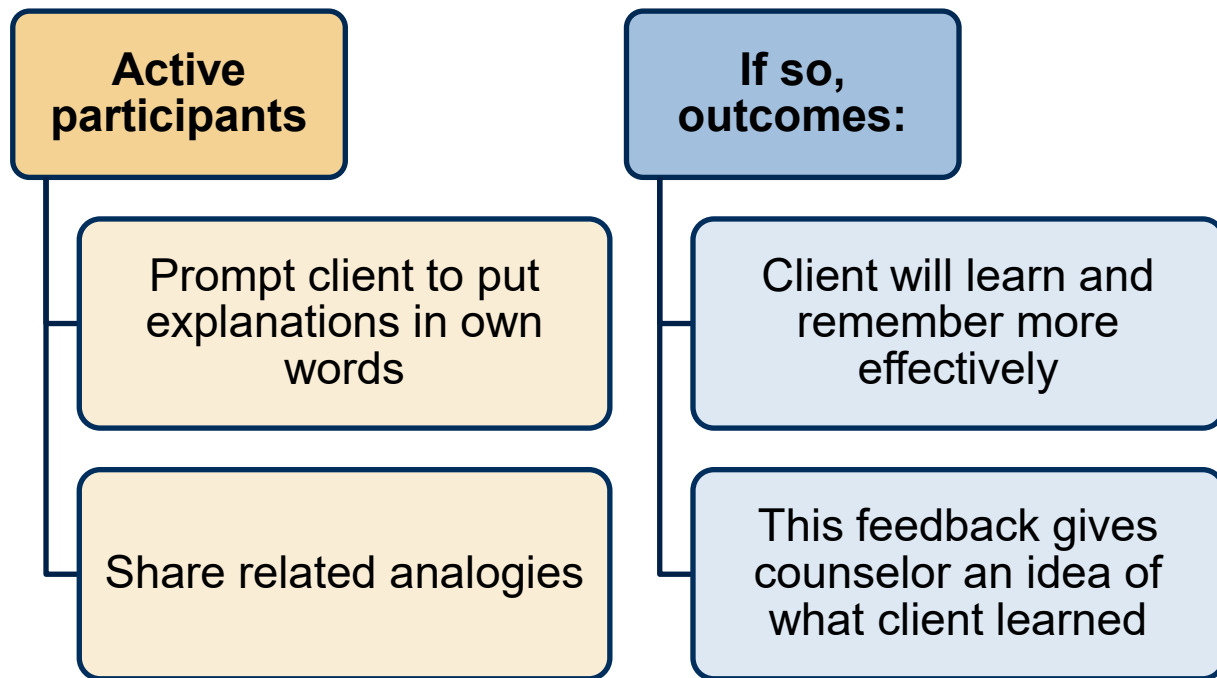 Active
participants
Prompt client to put
explanations in own
words
Share related analogies
If so,
outcomes:
Client will learn and
remember more
effectively
This feedback gives
counselor an idea of
what client learned